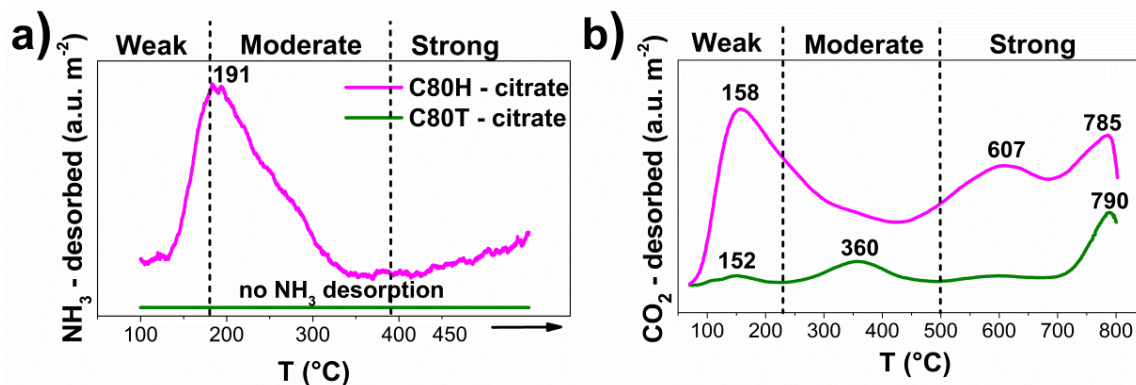 a)
Weak Moderate Strong
191
C80H - citrate
C80T - citrate
no NH₃ desorption
NH₃ - desorbed (a.u. m⁻²)
100 200 300 390 450
T (°C)
b)
Weak Moderate Strong
158
785
607
790
152
360
CO₂ - desorbed (a.u. m⁻²)
100 200 300 400 500 600 700 800
T (°C)